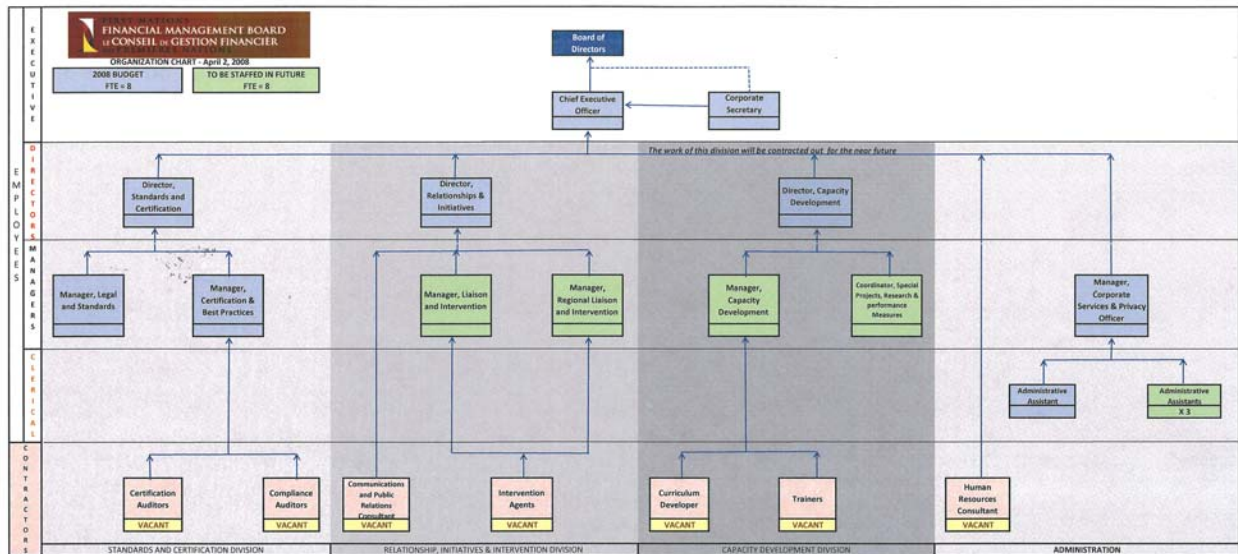 FIRST NATIONS
FINANCIAL MANAGEMENT BOARD
LE CONSEIL DE GESTION FINANCIER
DES PREMIÈRES NATIONS
ORGANIZATION CHART - April 2, 2008
2008 BUDGET
FTE = 8
TO BE STAFFED IN FUTURE
FTE = 8
EMPLOYEES
EXECUTIVE
Board of
Directors
Chief Executive
Officer
Corporate
Secretary
DIRECTORS
The work of this division will be contracted out for the near future
Director,
Standards and
Certification
Director,
Relationships &
Initiatives
Director, Capacity
Development
MANAGERS
Manager, Legal
and Standards
Manager,
Certification &
Best Practices
Manager, Liaison
and Intervention
Manager,
Regional Liaison
and Intervention
Manager,
Capacity
Development
Coordinator, Special
Projects, Research &
performance
Measures
Manager,
Corporate
Services & Privacy
Officer
CLERICAL
Administrative
Assistant
Administrative
Assistants
X 3
CONTRACTORS
Certification
Auditors
VACANT
Compliance
Auditors
VACANT
Communications
and Public
Relations
Consultant
VACANT
Intervention
Agents
VACANT
Curriculum
Developer
VACANT
Trainers
VACANT
Human
Resources
Consultant
VACANT
STANDARDS AND CERTIFICATION DIVISION
RELATIONSHIP, INITIATIVES & INTERVENTION DIVISION
CAPACITY DEVELOPMENT DIVISION
ADMINISTRATION